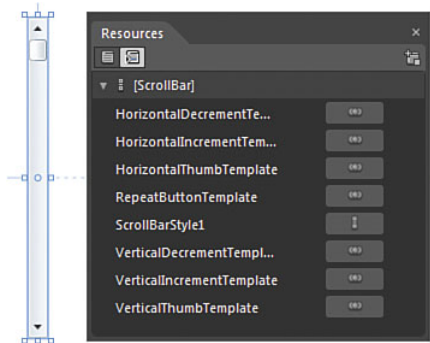 Resources
[ScrollBar]
HorizontalDecrementTe...
HorizontalIncrementTem...
HorizontalThumbTemplate
RepeatButtonTemplate
ScrollBarStyle1
VerticalDecrementTempl...
VerticalIncrementTemplate
VerticalThumbTemplate